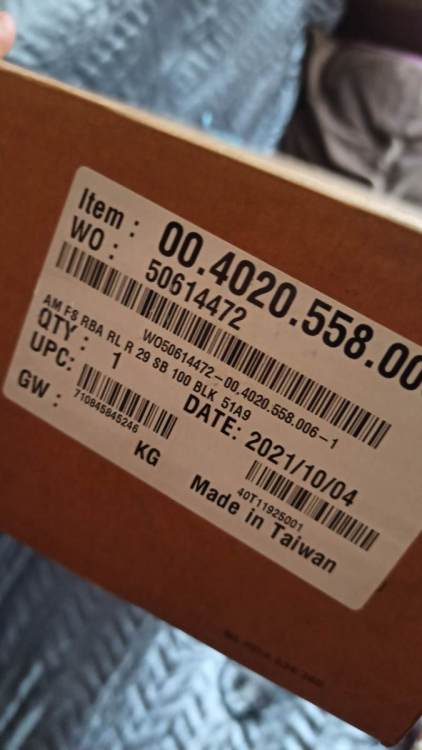 Item : 00.4020.558.00
WO : 50614472
WO50614472-00.4020.558.006-1
AM FS RBA RL R 29 SB 100 BLK 51A9
QTY : 1 DATE: 2021/10/04
UPC:
710845845246
40T11925001
GW : KG Made in Taiwan